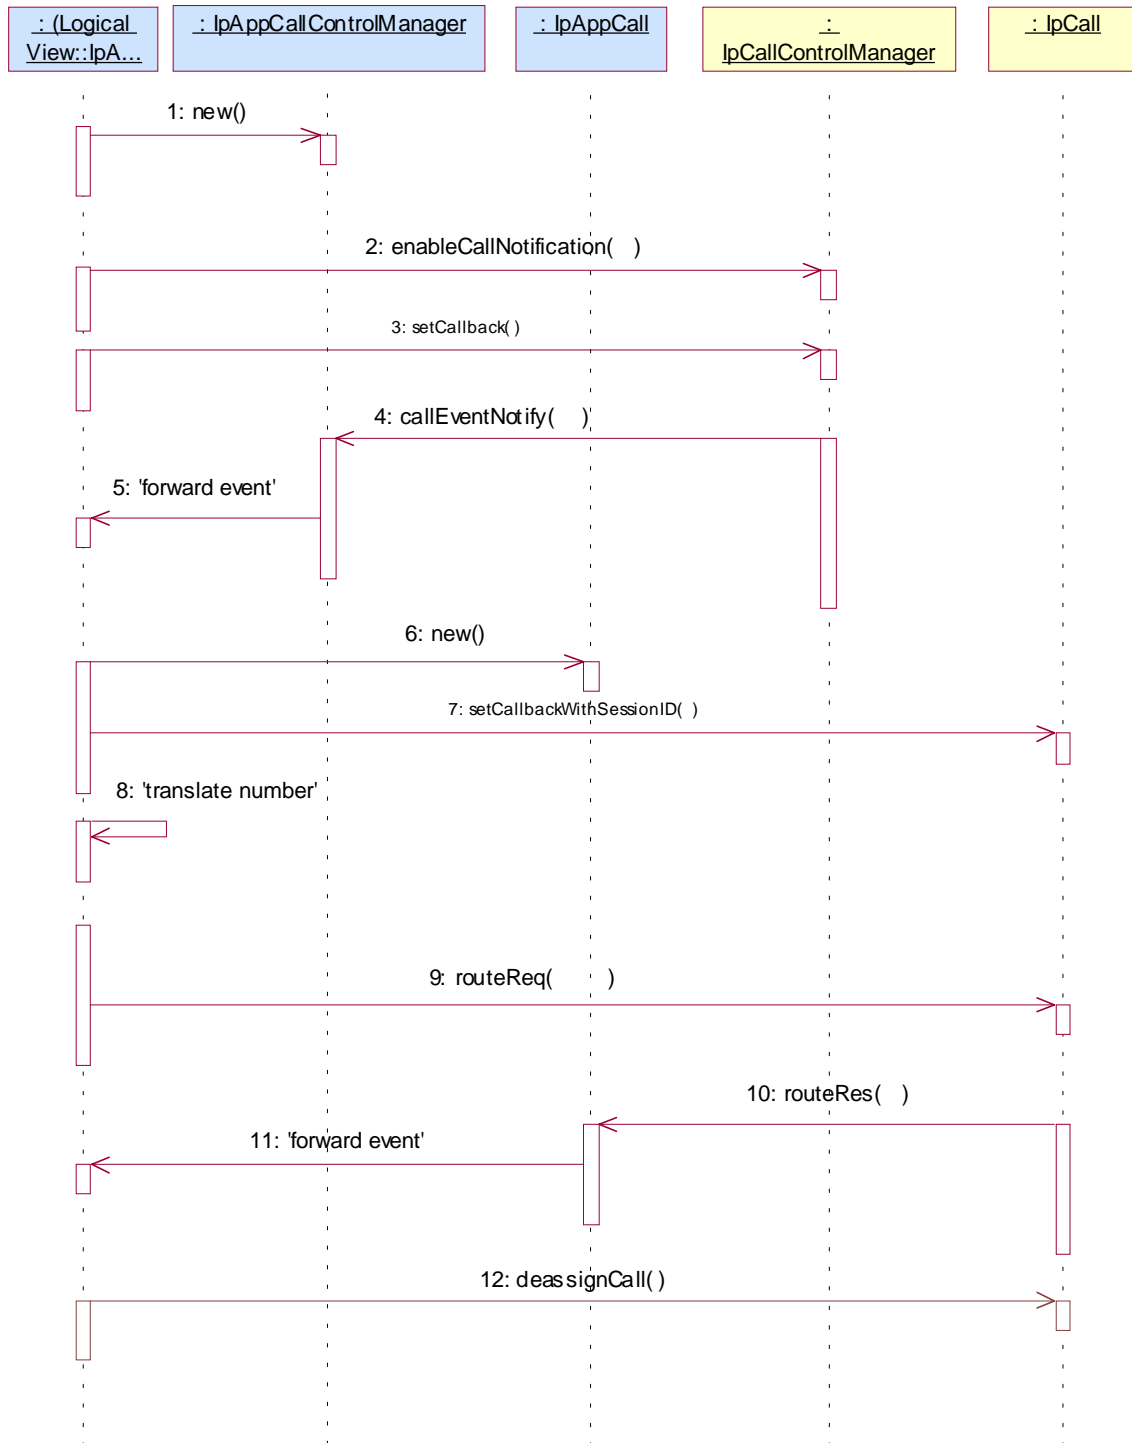 : (Logical
View::IpA...
: IpAppCallControlManager
: IpAppCall
:
IpCallControlManager
: IpCall
1: new()
2: enableCallNotification( )
3: setCallback( )
4: callEventNotify( )
5: 'forward event'
6: new()
7: setCallbackWithSessionID( )
8: 'translate number'
9: routeReq( )
10: routeRes( )
11: 'forward event'
12: deassignCall( )